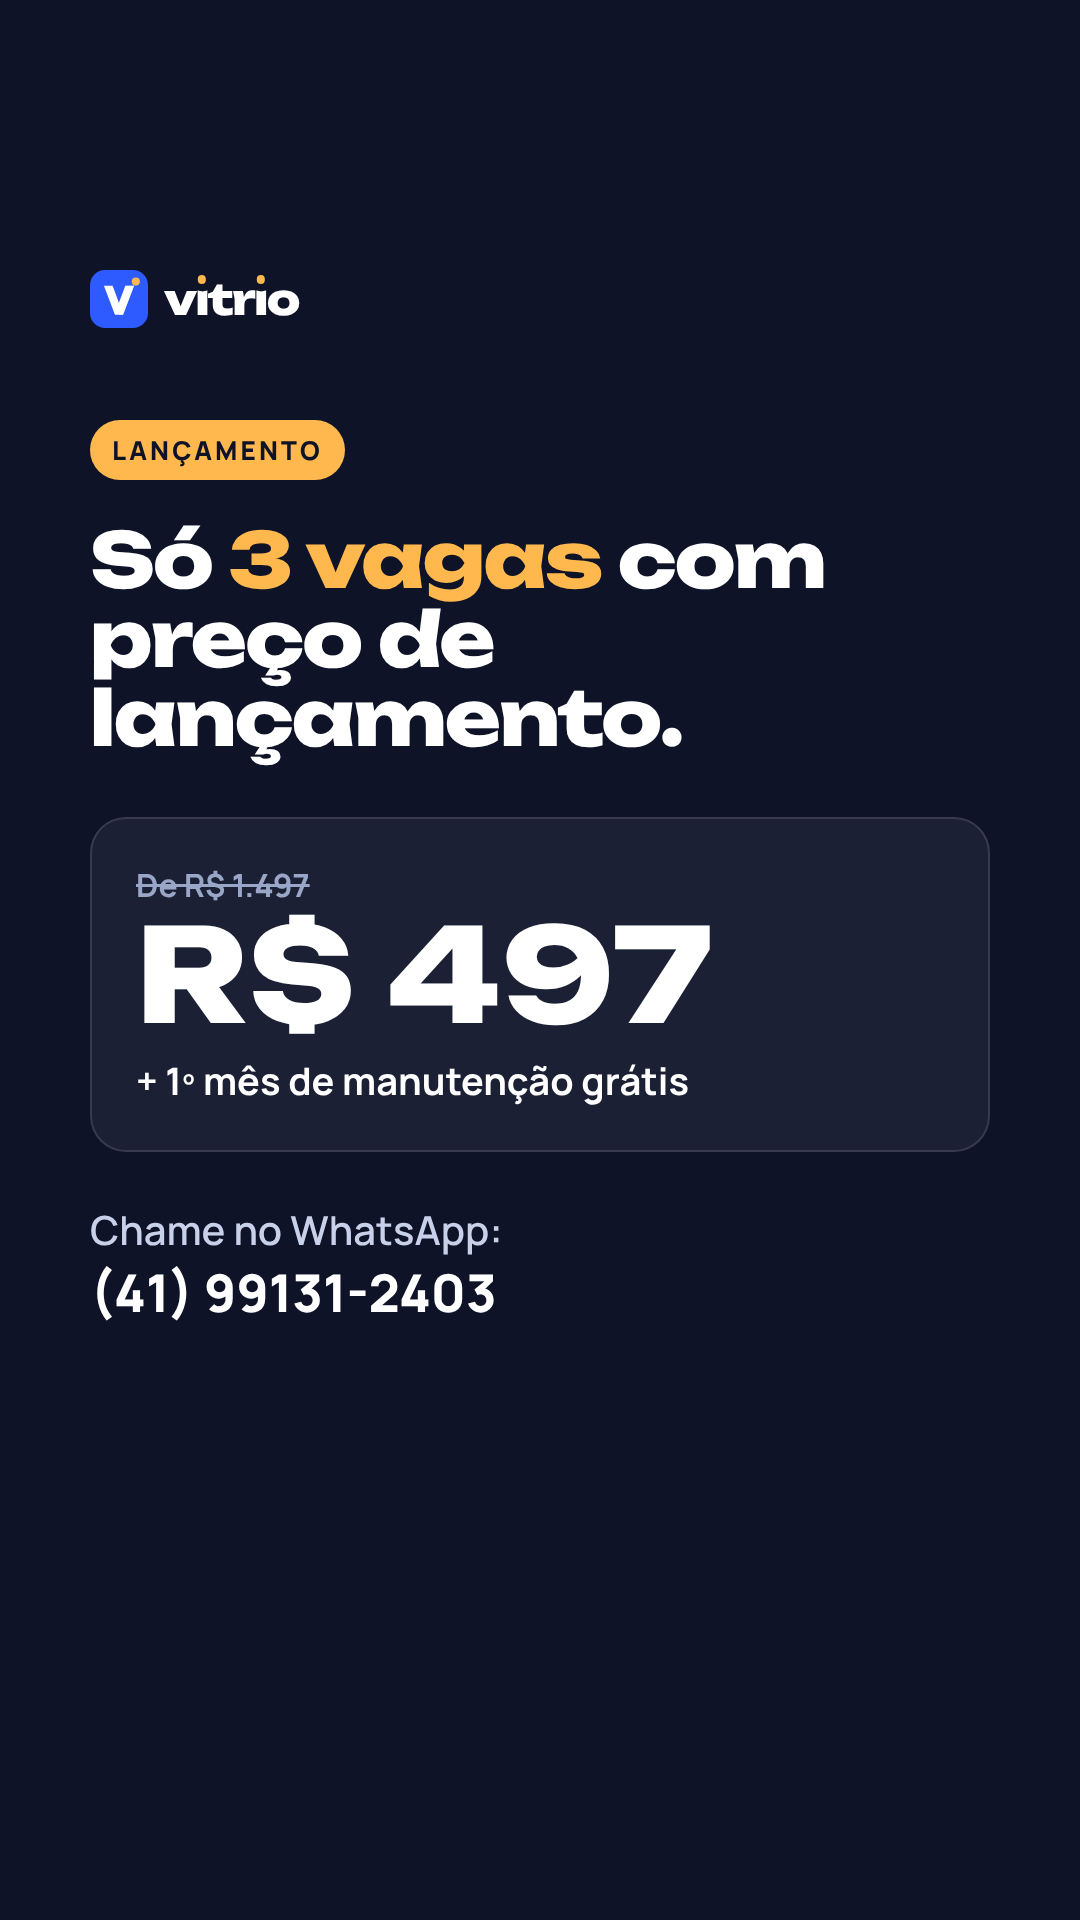 vitrio
LANÇAMENTO
Só 3 vagas com
preço de
lançamento.
De R$ 1.497
R$ 497
+ 1º mês de manutenção grátis
Chame no WhatsApp:
(41) 99131-2403